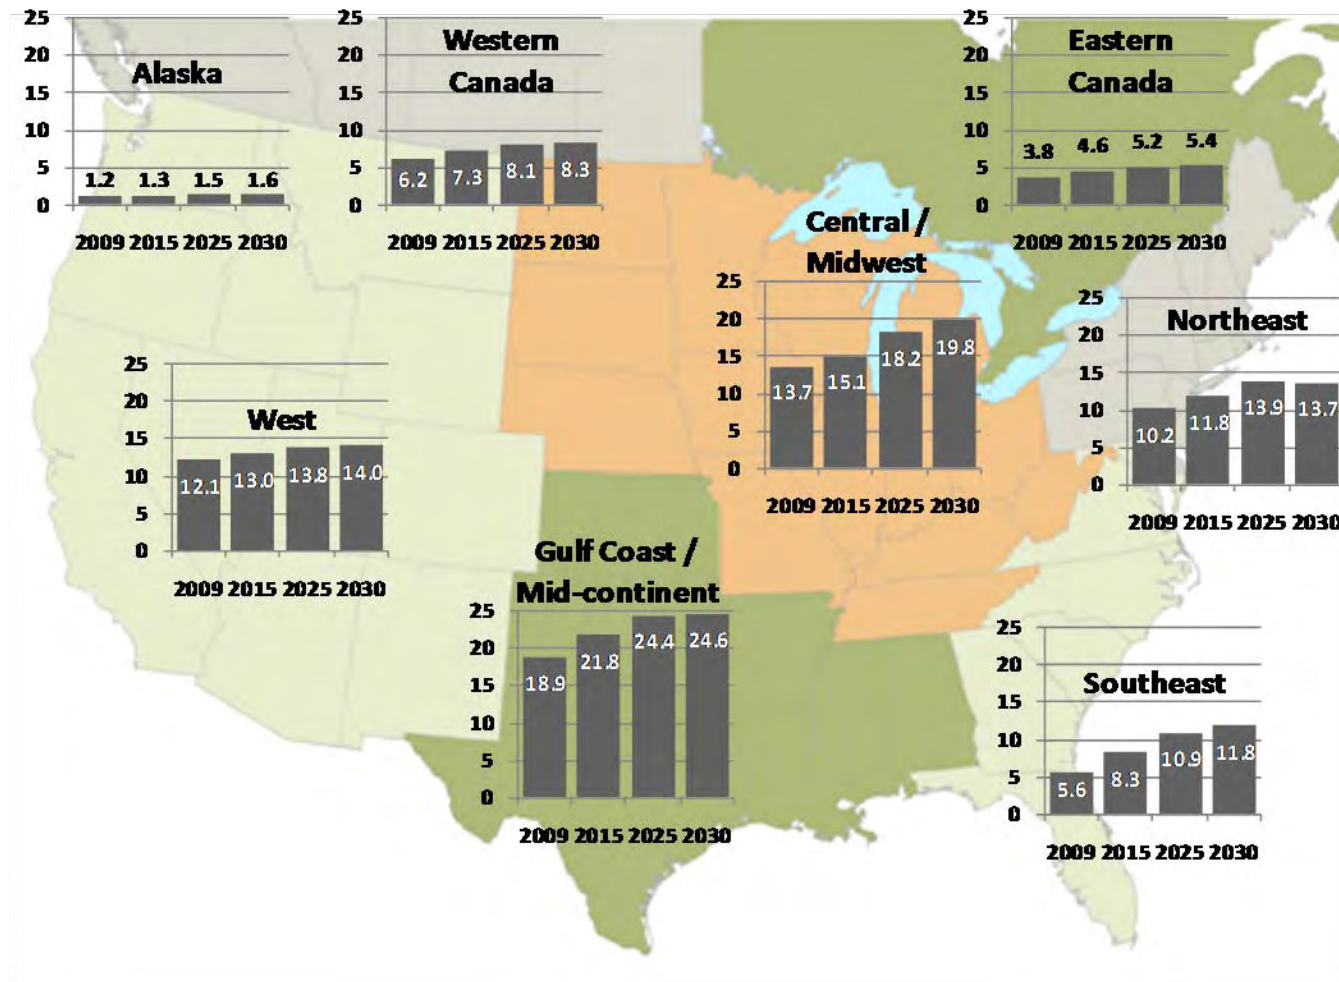 Alaska
25
20
15
10
5
0
1.2 1.3 1.5 1.6
2009 2015 2025 2030
Western
Canada
25
20
15
10
5
0
6.2 7.3 8.1 8.3
2009 2015 2025 2030
Eastern
Canada
25
20
15
10
5
0
3.8 4.6 5.2 5.4
2009 2015 2025 2030
Central /
Midwest
25
20
15
10
5
0
13.7 15.1 18.2 19.8
2009 2015 2025 2030
Northeast
25
20
15
10
5
0
10.2 11.8 13.9 13.7
2009 2015 2025 2030
West
25
20
15
10
5
0
12.1 13.0 13.8 14.0
2009 2015 2025 2030
Gulf Coast /
Mid-continent
25
20
15
10
5
0
18.9 21.8 24.4 24.6
2009 2015 2025 2030
Southeast
25
20
15
10
5
0
5.6 8.3 10.9 11.8
2009 2015 2025 2030